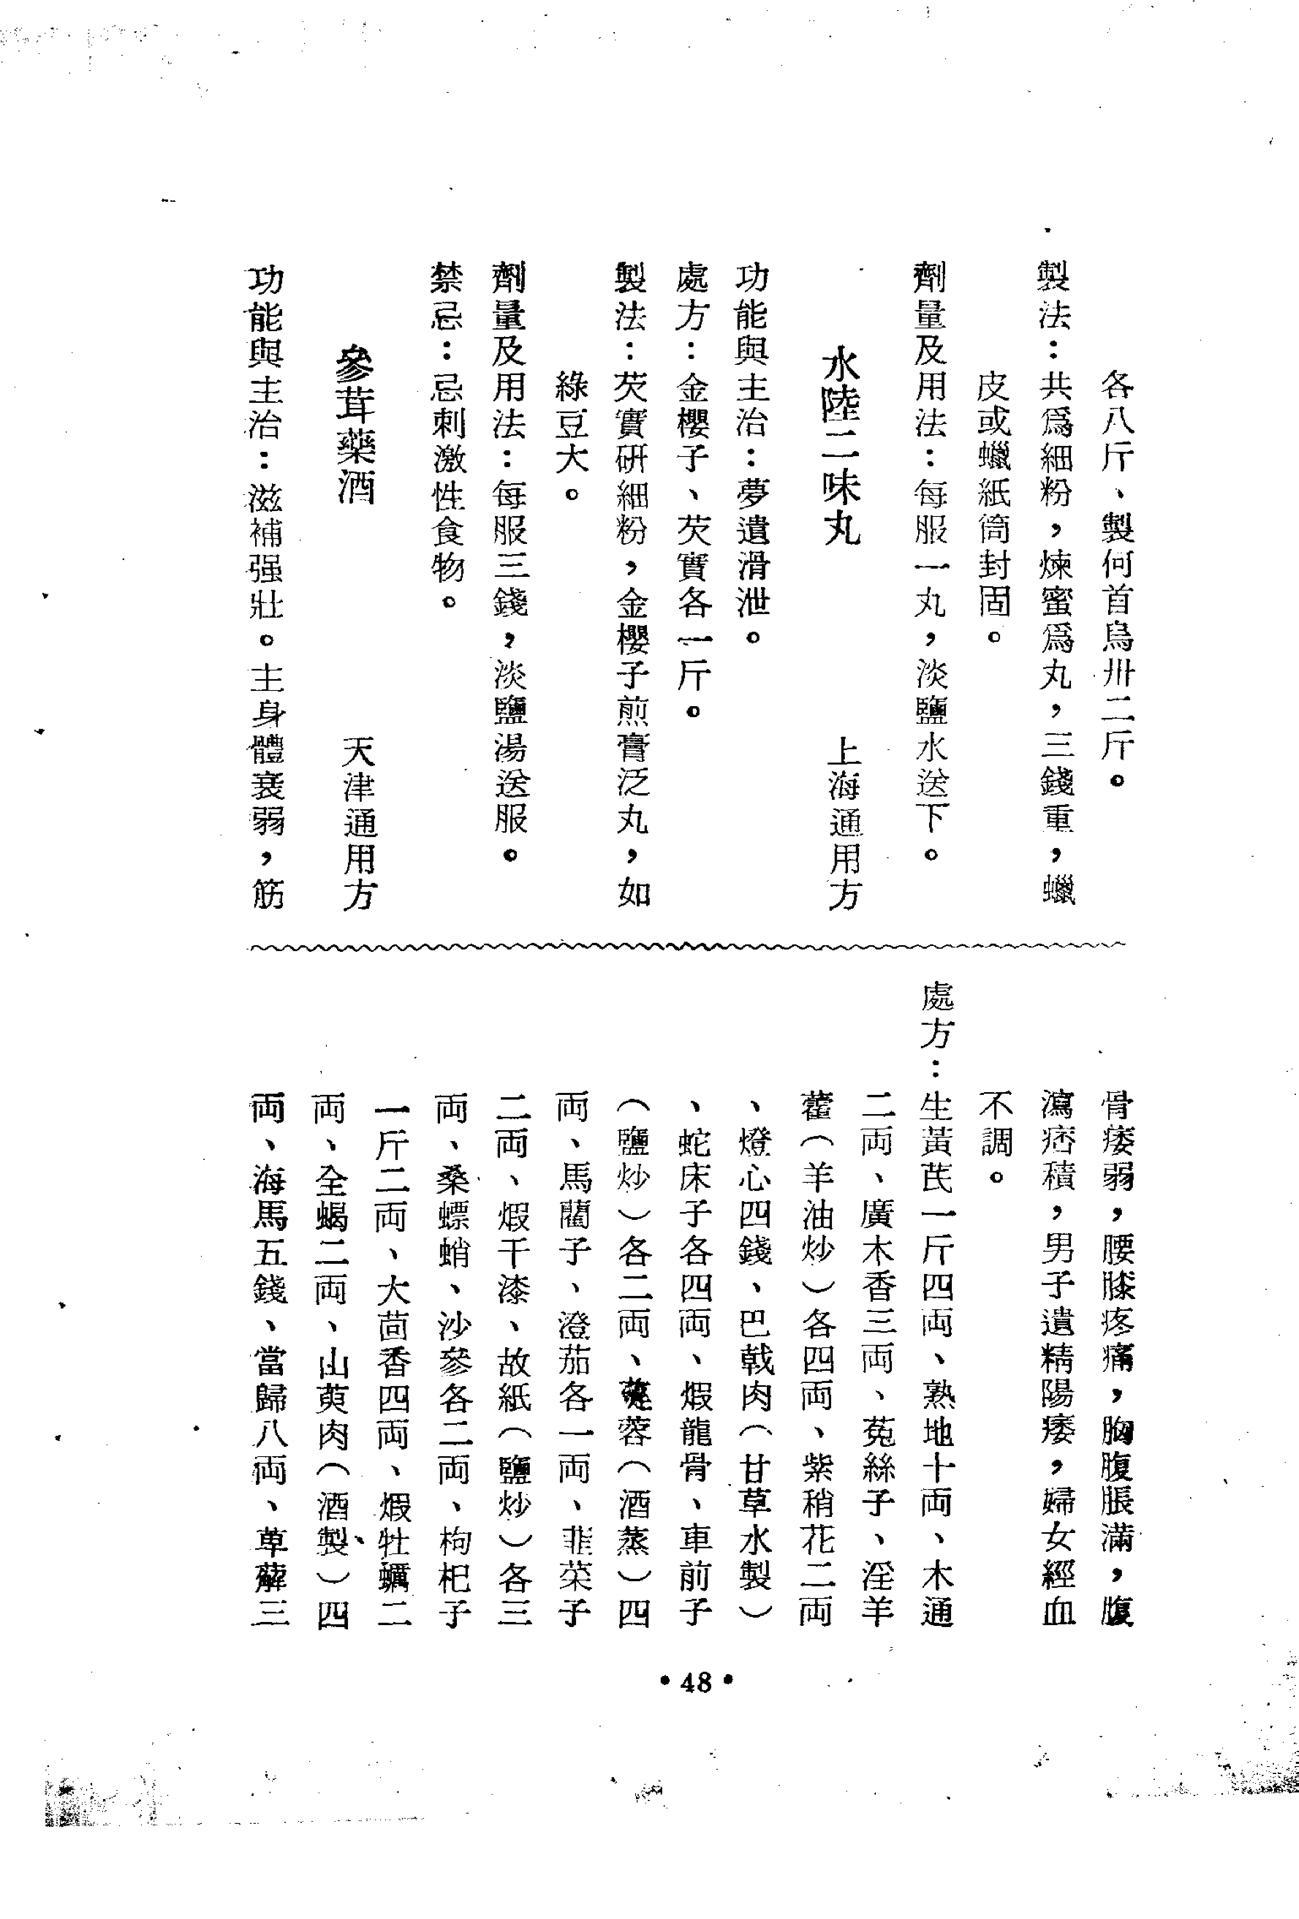 各八斤、製何首烏卅二斤。
製法：共爲細粉，煉蜜爲丸，三錢重，蠟
皮或蠟紙筒封固。
劑量及用法：每服一丸，淡鹽水送下。
水陸二味丸　上海通用方
功能與主治：夢遺滑泄。
處方：金櫻子、芡實各一斤。
製法：芡實研細粉，金櫻子煎膏泛丸，如
綠豆大。
劑量及用法：每服三錢，淡鹽湯送服。
禁忌：忌刺激性食物。
參茸藥酒　天津通用方
功能與主治：滋補强壯。主身體衰弱，筋
骨痿弱，腰膝疼痛，胸腹脹滿，腹
瀉痞積，男子遺精陽痿，婦女經血
不調。
處方：生黃芪一斤四両、熟地十両、木通
二両、廣木香三両、菟絲子、淫羊
藿（羊油炒）各四両、紫稍花二両
、燈心四錢、巴戟肉（甘草水製）
、蛇床子各四両、煆龍骨、車前子
（鹽炒）各二両、蓯蓉（酒蒸）四
両、馬藺子、澄茄各一両、韭菜子
二両、煆干漆、故紙（鹽炒）各三
両、桑螵蛸、沙參各二両、枸杞子
一斤二両、大茴香四両、煆牡蠣二
両、全蝎二両、山萸肉（酒製）四
両、海馬五錢、當歸八両、草薢三
• 48 •